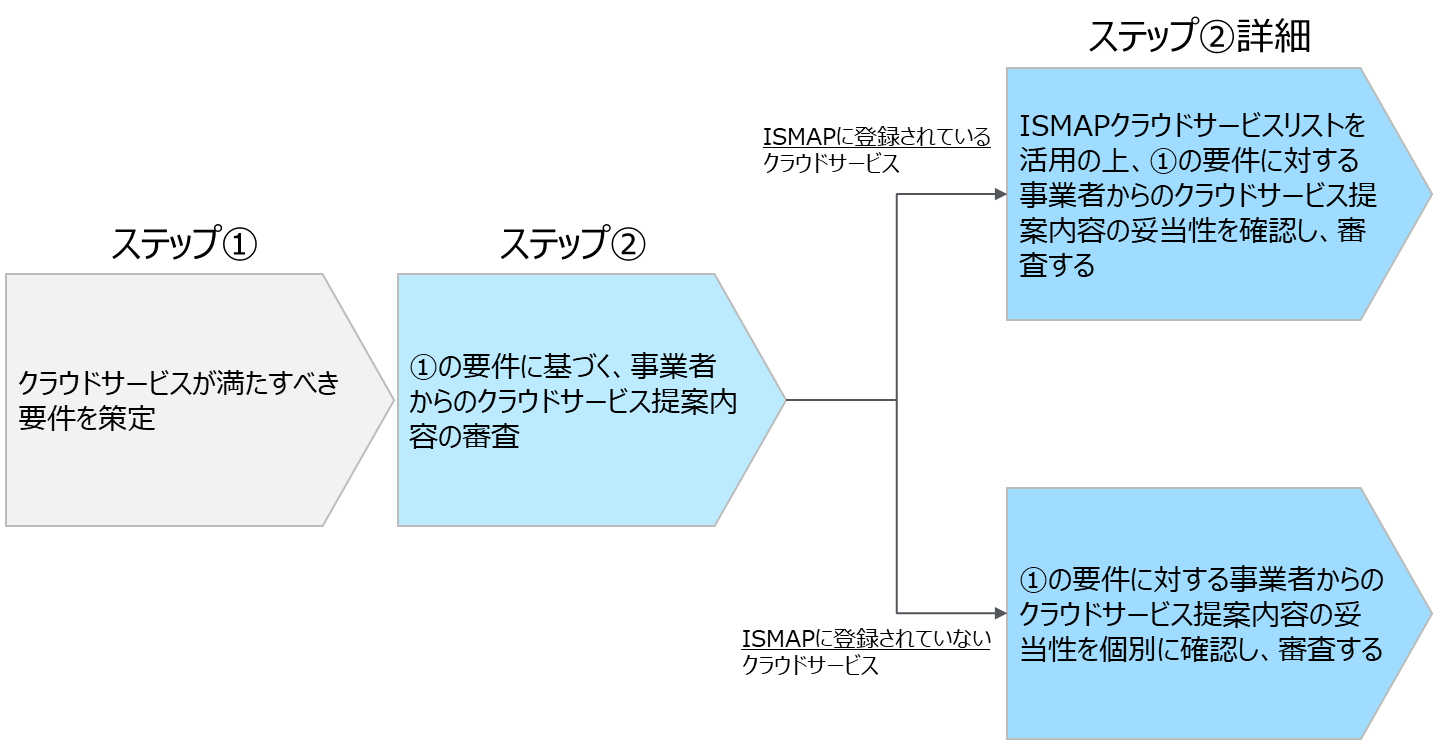 ステップ①
クラウドサービスが満たすべき
要件を策定
ステップ②
①の要件に基づく、事業者
からのクラウドサービス提案内
容の審査
ステップ②詳細
ISMAPに登録されている
クラウドサービス
ISMAPクラウドサービスリストを
活用の上、①の要件に対する
事業者からのクラウドサービス提
案内容の妥当性を確認し、審
査する
ISMAPに登録されていない
クラウドサービス
①の要件に対する事業者からの
クラウドサービス提案内容の妥
当性を個別に確認し、審査する